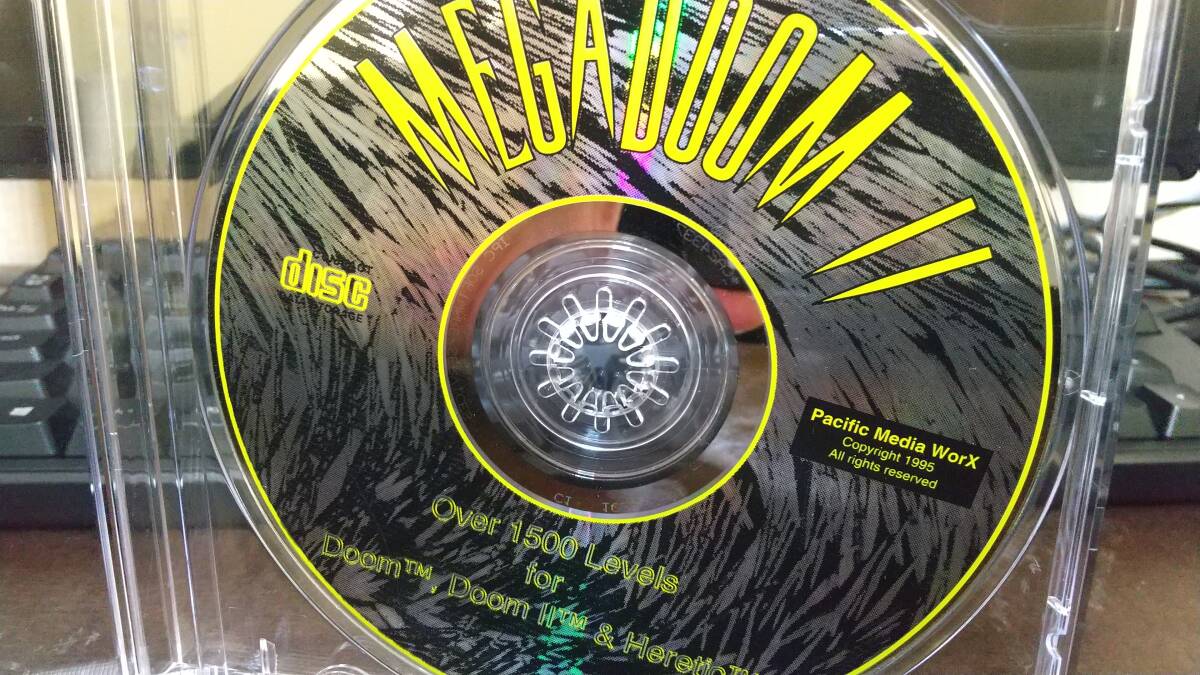 MEGADOOM II
disc
Pacific Media WorX
Copyright 1995
All rights reserved
Over 1500 Levels
for
Doom™, Doom II™ & Heretic™